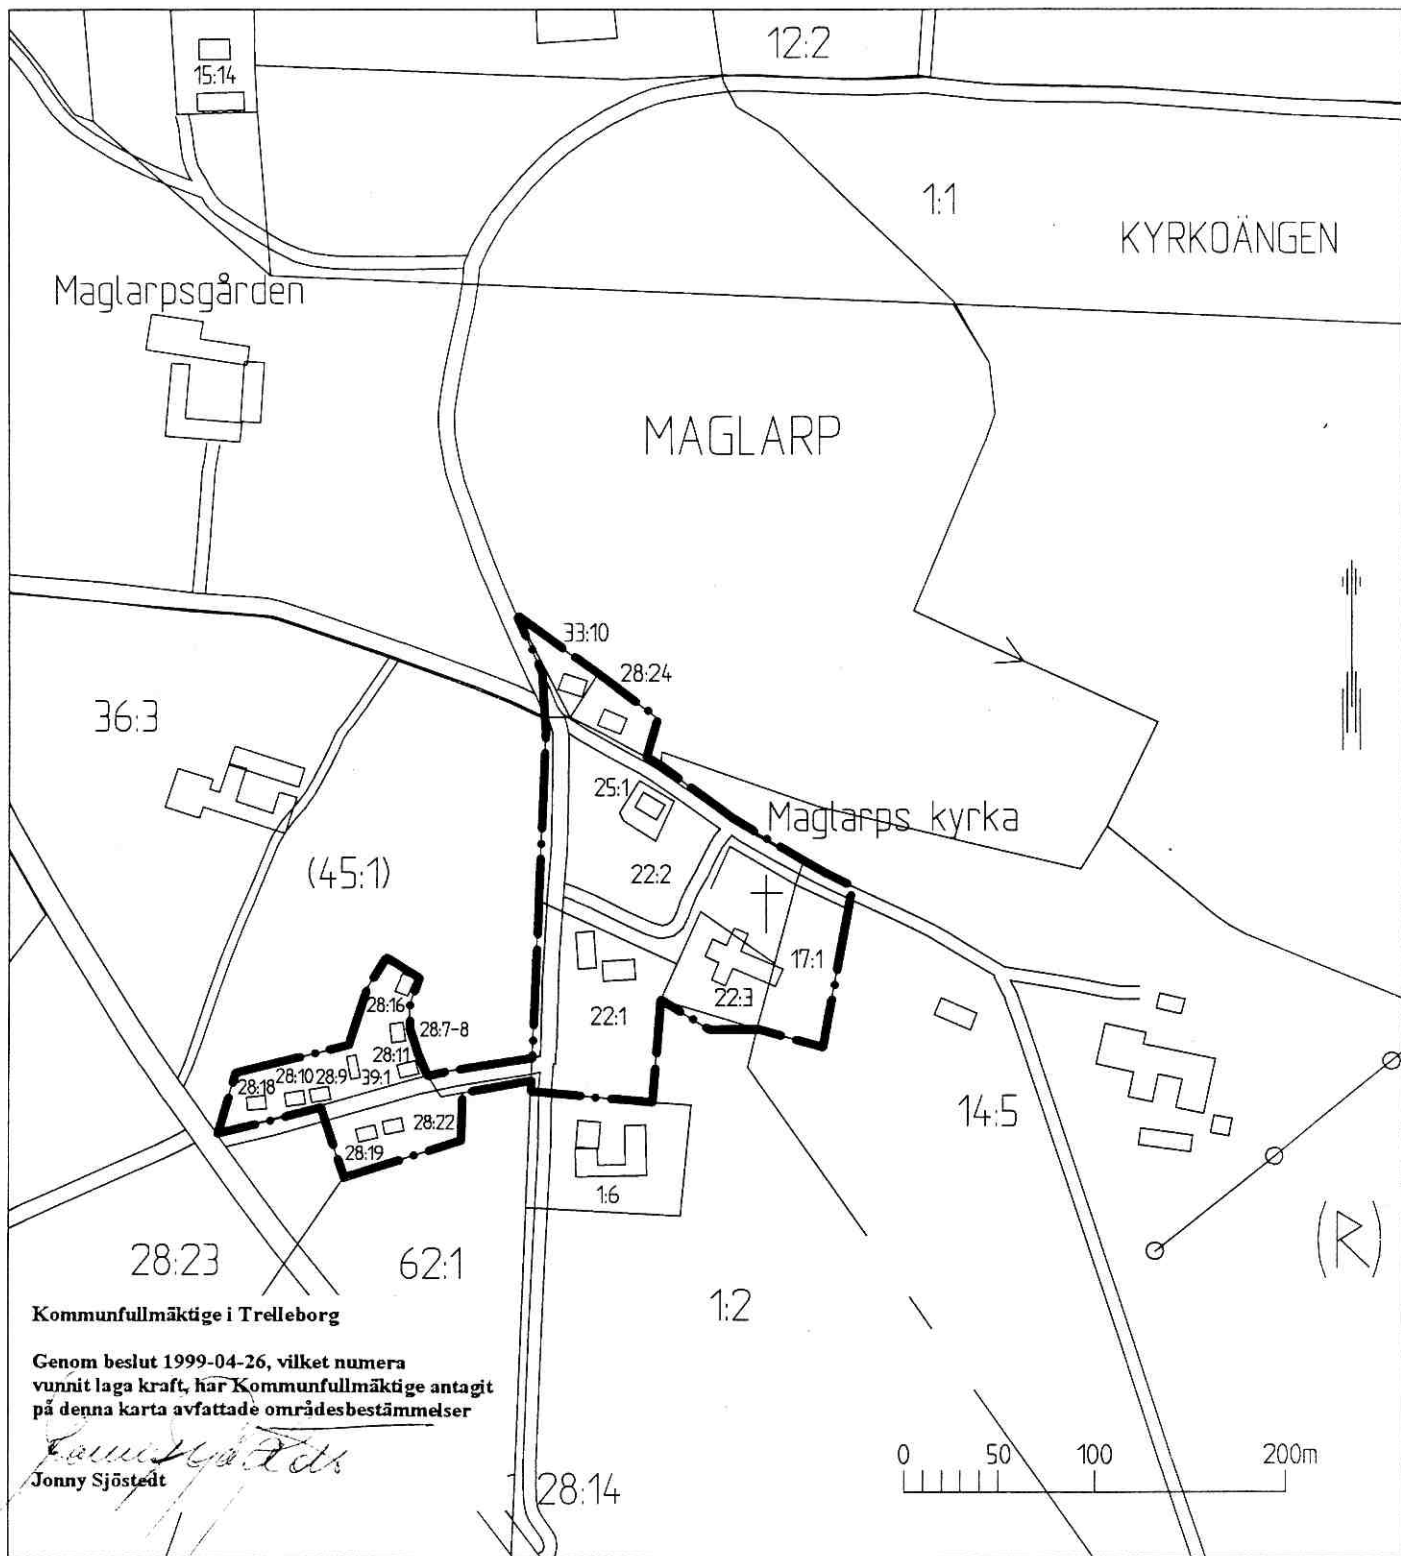 12:2
15:14
1:1
KYRKOÄNGEN
Maglarpsgården
MAGLARP
33:10
28:24
36:3
25:1
Maglarps kyrka
(45:1)
22:2
17:1
28:16
22:3
22:1
28:7-8
28:11
28:10
28:9
39:1
28:18
14:5
28:22
28:19
1:6
(R)
28:23
62:1
1:2
Kommunfullmäktige i Trelleborg
Genom beslut 1999-04-26, vilket numera
vunnit laga kraft, har Kommunfullmäktige antagit
på denna karta avfattade områdesbestämmelser
Jonny Sjöstedt
0 50 100 200m
28:14